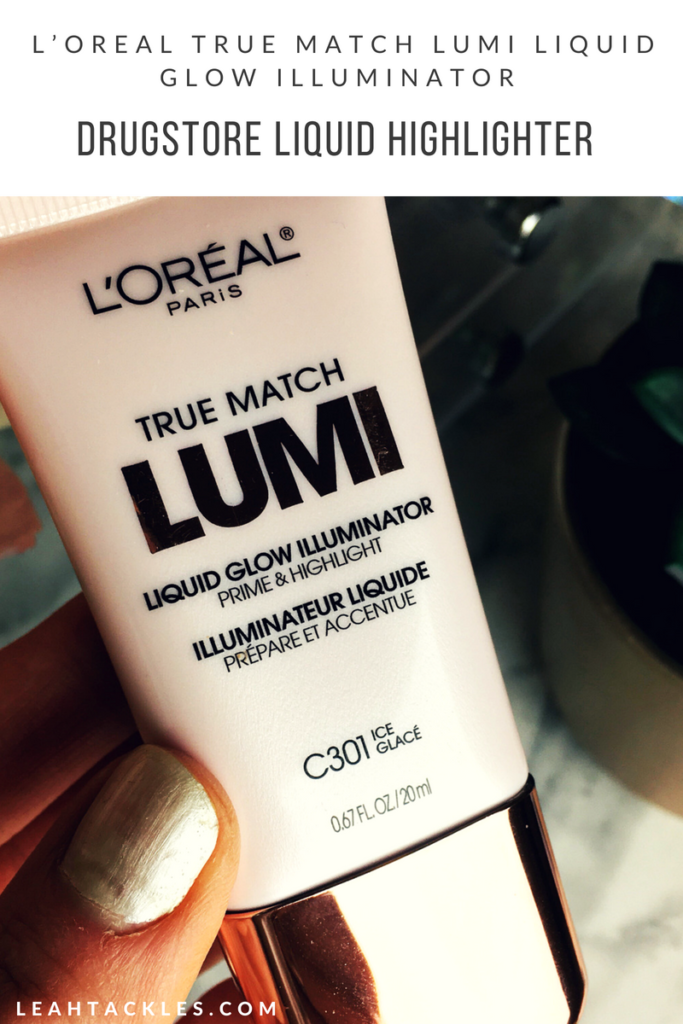 L’OREAL TRUE MATCH LUMI LIQUID
GLOW ILLUMINATOR
DRUGSTORE LIQUID HIGHLIGHTER
L'ORÉAL®
PARiS
TRUE MATCH
LUMI
LIQUID GLOW ILLUMINATOR
PRIME & HIGHLIGHT
ILLUMINATEUR LIQUIDE
PRÉPARE ET ACCENTUE
C301 ICE
GLACÉ
0.67 FL. OZ/20 ml
LEAHTACKLES.COM